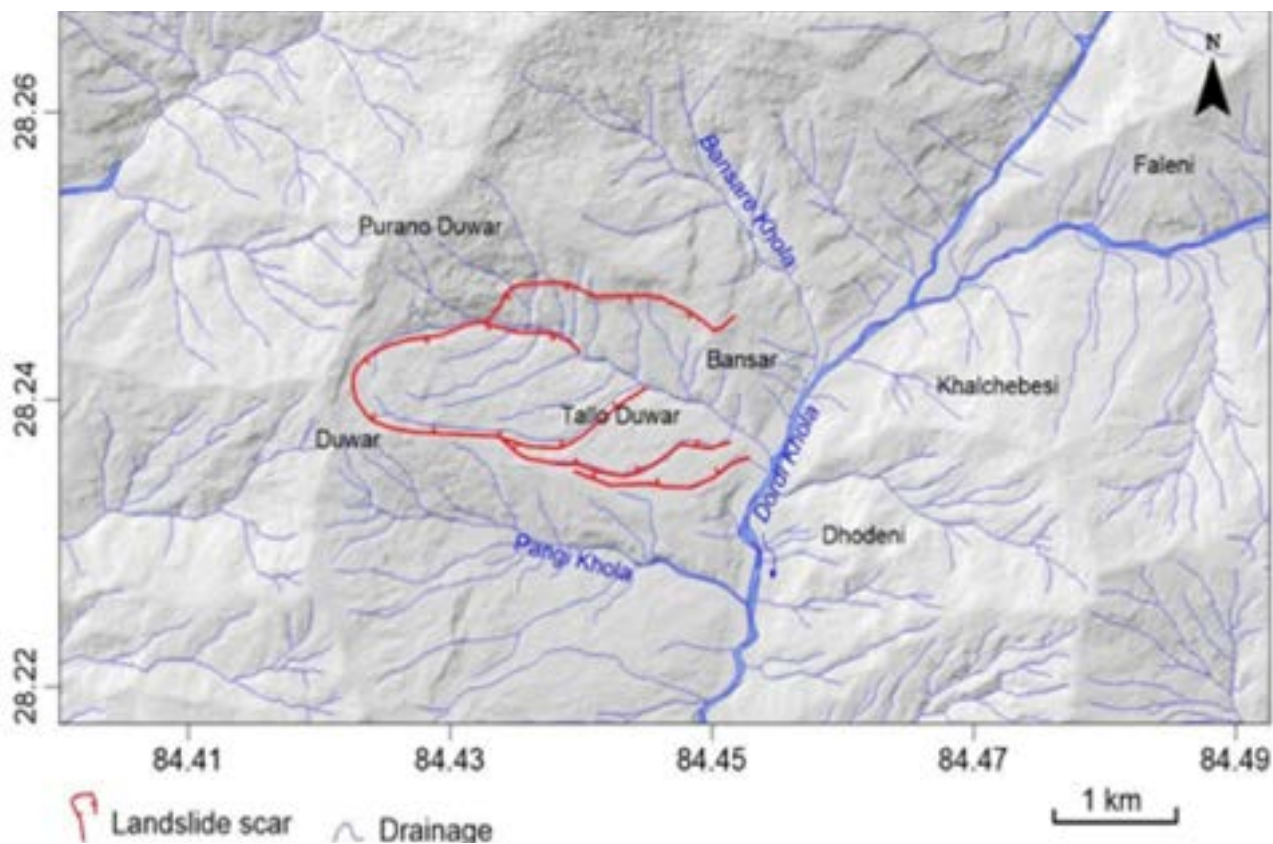 N
28.26
Faleni
Bansare Khola
Purano Duwar
Bansar
28.24
Khalchebesi
Tallo Duwar
Duwar
Dordi Khola
Dhodeni
Pangi Khola
28.22
84.41
84.43
84.45
84.47
84.49
1 km
Landslide scar
Drainage